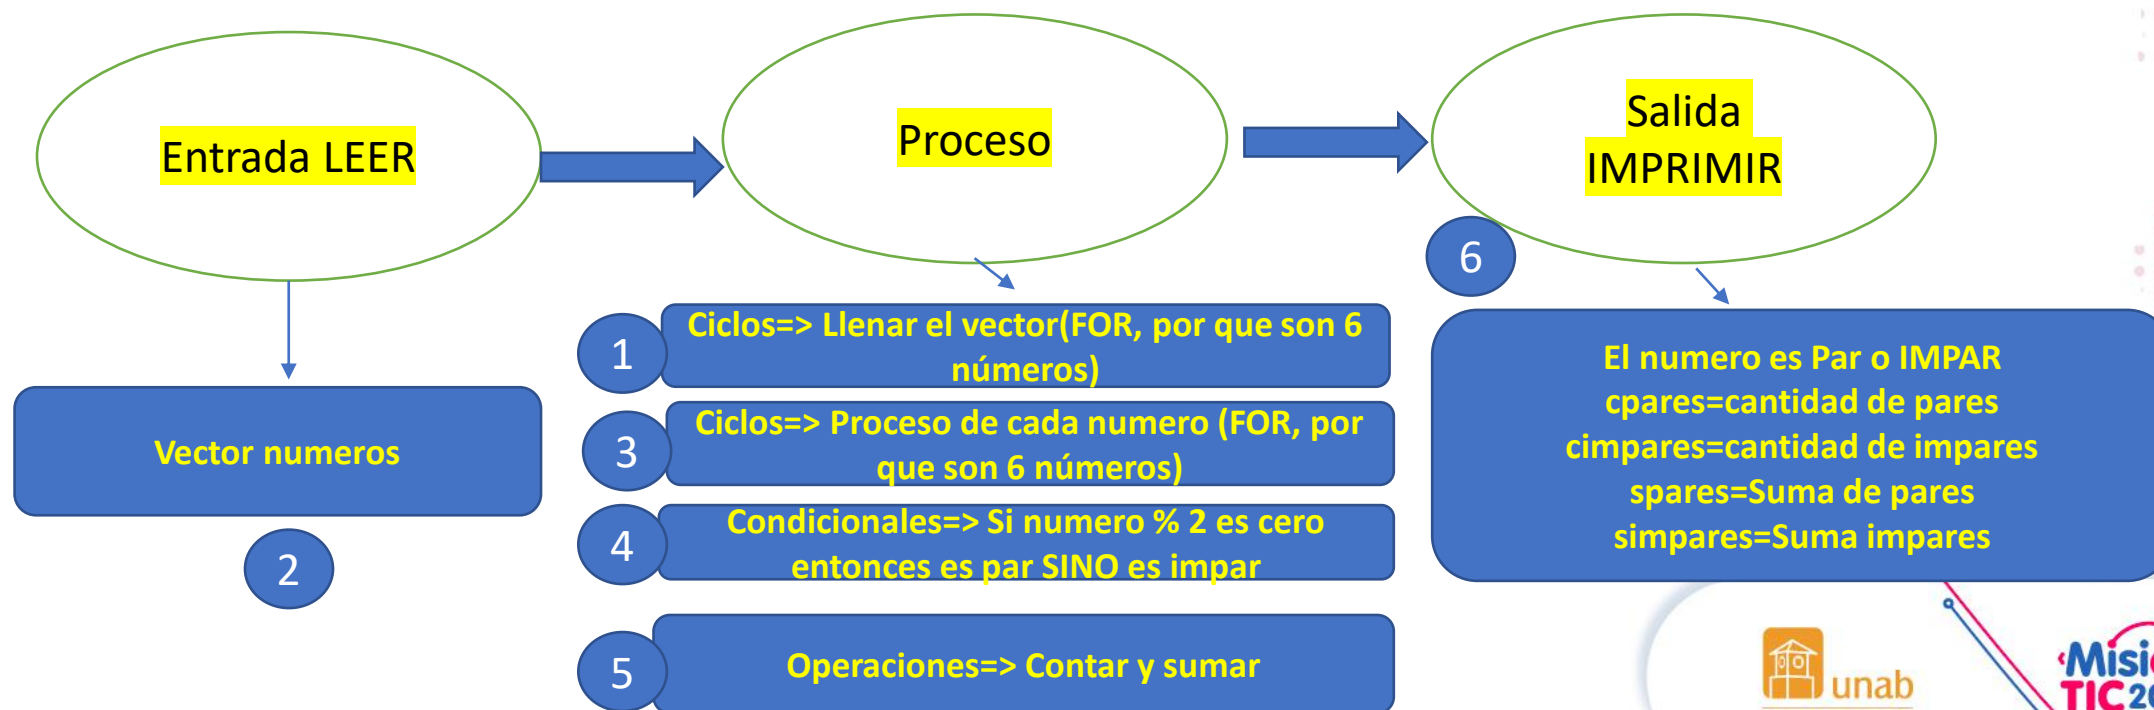 Entrada LEER
Proceso
Salida
IMPRIMIR
6
1
Ciclos=> Llenar el vector(FOR, por que son 6
números)
El numero es Par o IMPAR
cpares=cantidad de pares
cimpares=cantidad de impares
spares=Suma de pares
simpares=Suma impares
Vector numeros
3
Ciclos=> Proceso de cada numero (FOR, por
que son 6 números)
2
4
Condicionales=> Si numero % 2 es cero
entonces es par SINO es impar
5
Operaciones=> Contar y sumar
unab
TIC